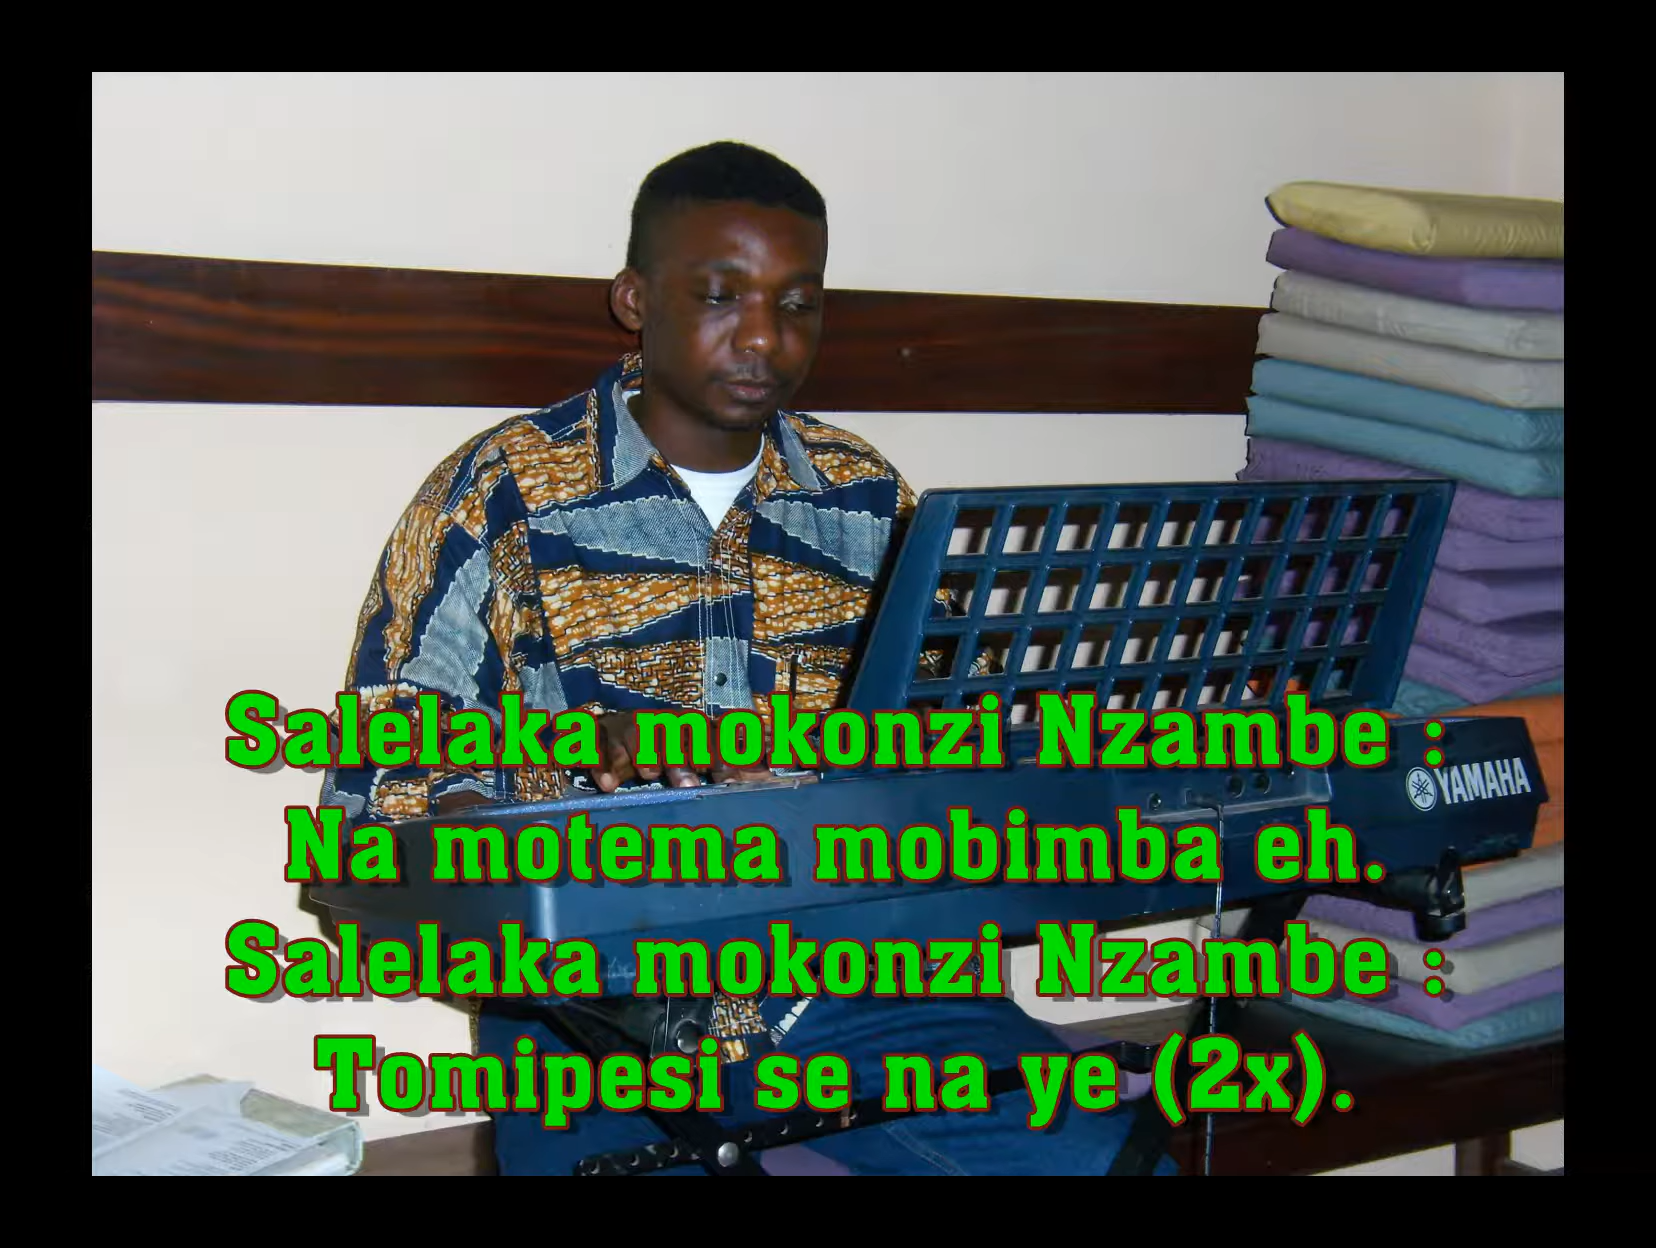 Salelaka mokonzi Nzambe :
YAMAHA
Na motema mobimba eh.
Salelaka mokonzi Nzambe :
Tomipesi se na ye (2x).